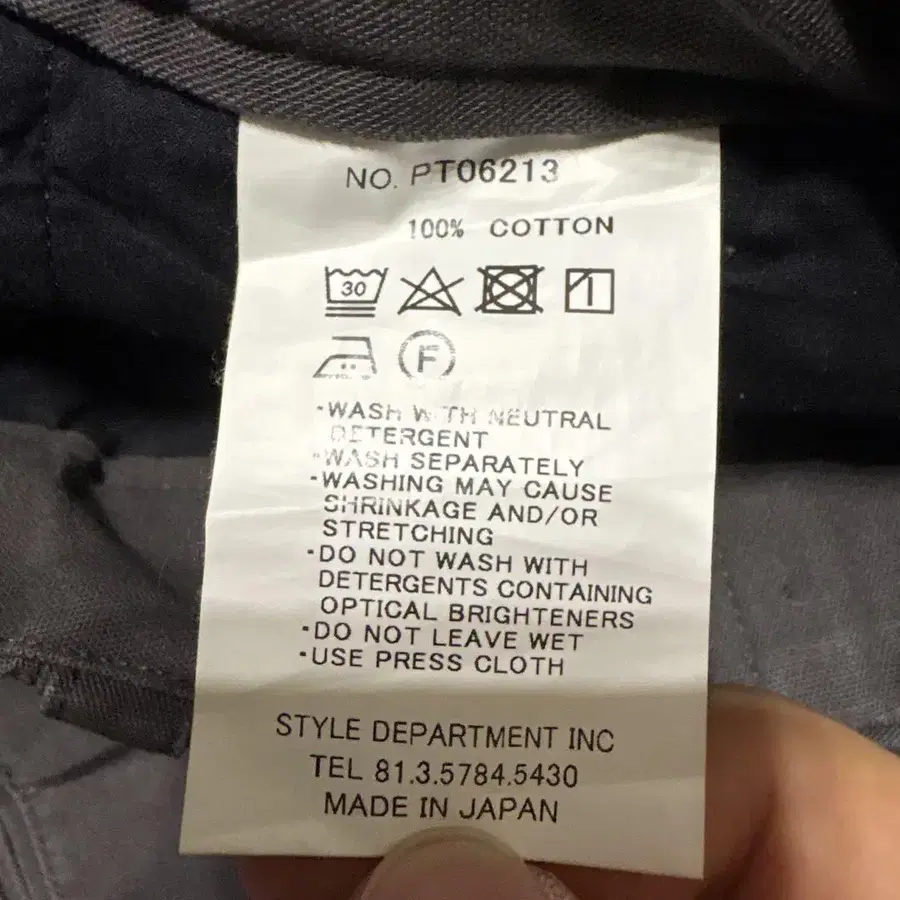 NO. PT06213
100% COTTON
30
F
·WASH WITH NEUTRAL
DETERGENT
·WASH SEPARATELY
·WASHING MAY CAUSE
SHRINKAGE AND/OR
STRETCHING
·DO NOT WASH WITH
DETERGENTS CONTAINING
OPTICAL BRIGHTENERS
·DO NOT LEAVE WET
·USE PRESS CLOTH
STYLE DEPARTMENT INC
TEL 81.3.5784.5430
MADE IN JAPAN